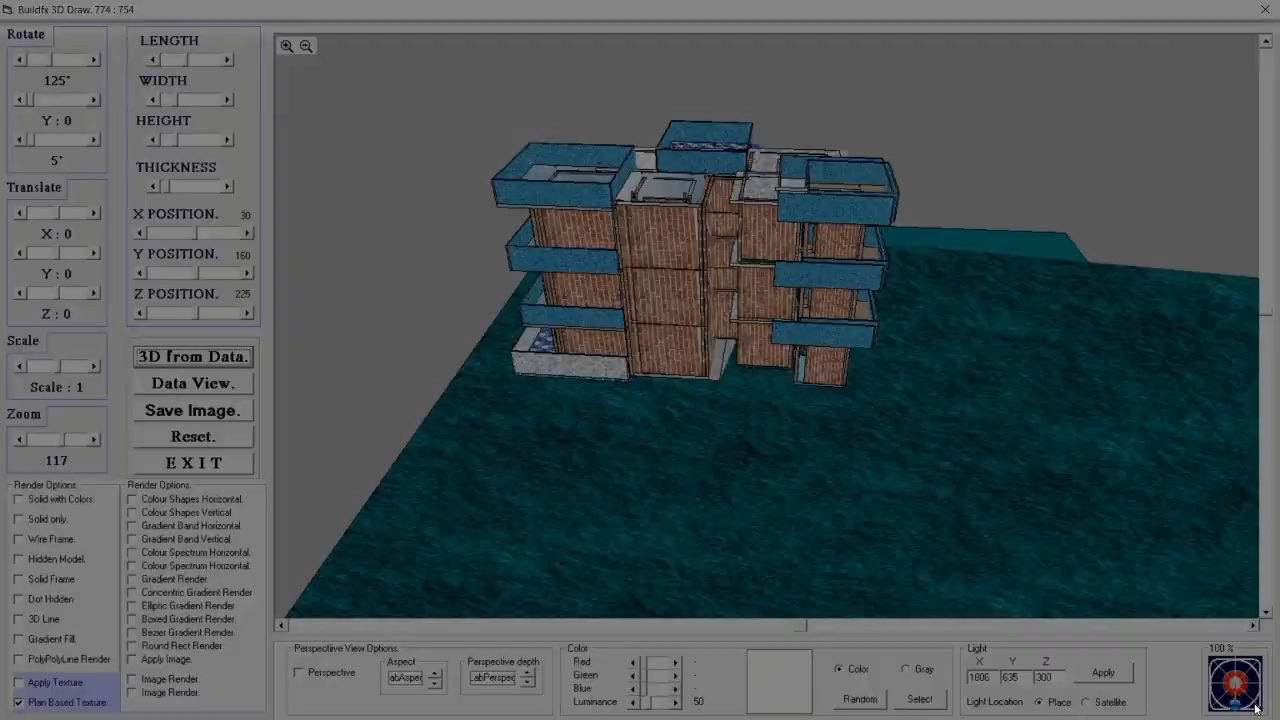 Buildfx 3D Draw. 774 : 754
Rotate
125°
Y : 0
5°
Translate
X : 0
Y : 0
Z : 0
Scale
Scale : 1
Zoom
117
LENGTH
WIDTH
HEIGHT
THICKNESS
X POSITION. 30
Y POSITION. 160
Z POSITION. 225
3D from Data.
Data View.
Save Image.
Reset.
E X I T
Render Options.
Solid with Colors.
Solid only.
Wire Frame.
Hidden Model.
Solid Frame
Dot Hidden
3D Line
Gradient Fill.
PolyPolyLine Render
Apply Texture
Plan Based Texture
Render Options.
Colour Shapes Horizontal.
Colour Shapes Vertical
Gradient Band Horizontal.
Gradient Band Vertical.
Colour Spectrum Horizontal.
Colour Spectrum Horizontal.
Gradient Render.
Concentric Gradient Render
Elliptic Gradient Render
Boxed Gradient Render.
Bezier Gradient Render.
Round Rect Render.
Apply Image.
Image Render.
Image Render.
Perspective View Options.
Perspective
Aspect
abAspe
Perspective depth
.abPerspec
Color
Red -
Green -
Blue -
Luminance 50
Color
Gray
Random
Select
Light
X Y Z
1806 635 300
Apply
Light Location
Place
Satellite
100 %